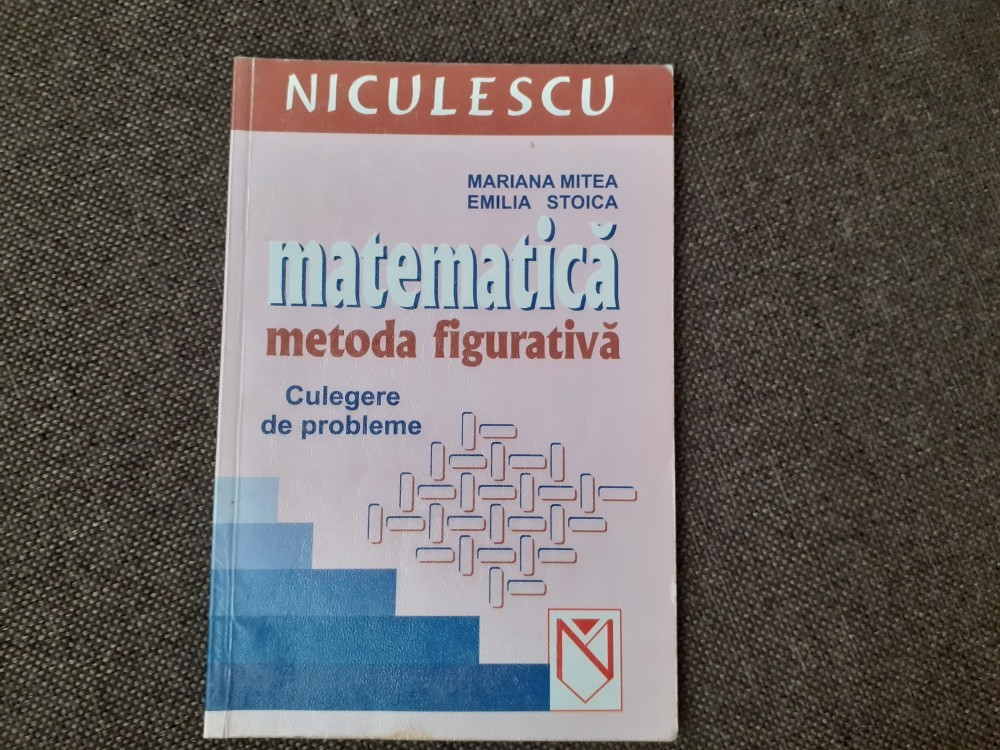 NICULESCU
MARIANA MITEA
EMILIA STOICA
matematică
metoda figurativă
Culegere
de probleme